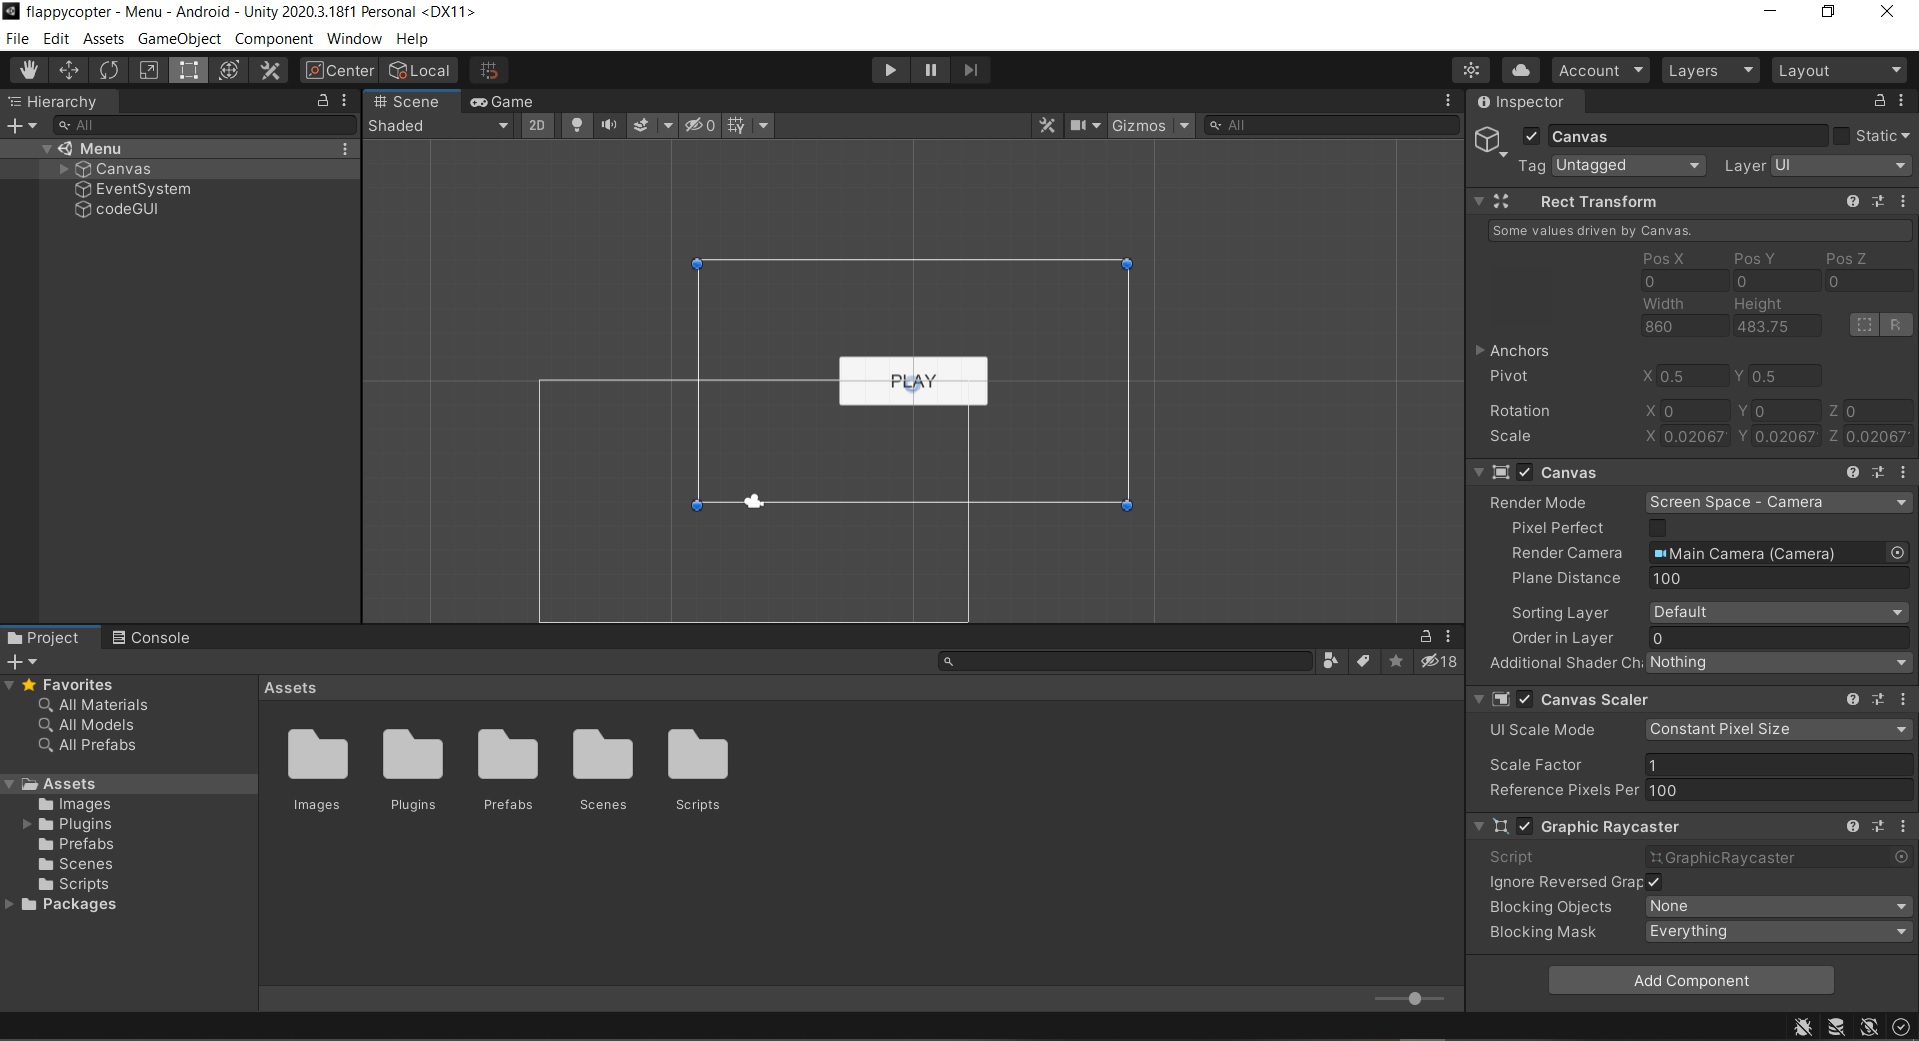 flappycopter - Menu - Android - Unity 2020.3.18f1 Personal <DX11>
File Edit Assets GameObject Component Window Help
Center Local
Account Layers Layout
Hierarchy
All
Menu
Canvas
EventSystem
codeGUI
Scene Game
Shaded 2D 0 Gizmos All
PLAY
Inspector
Canvas Static
Tag Untagged Layer UI
Rect Transform
Some values driven by Canvas.
Pos X Pos Y Pos Z
0 0 0
Width Height
860 483.75 R
Anchors
Pivot X 0.5 Y 0.5
Rotation X 0 Y 0 Z 0
Scale X 0.02067 Y 0.02067 Z 0.02067
Canvas
Render Mode Screen Space - Camera
Pixel Perfect
Render Camera Main Camera (Camera)
Plane Distance 100
Sorting Layer Default
Order in Layer 0
Additional Shader Cha Nothing
Canvas Scaler
UI Scale Mode Constant Pixel Size
Scale Factor 1
Reference Pixels Per 100
Graphic Raycaster
Script GraphicRaycaster
Ignore Reversed Grap
Blocking Objects None
Blocking Mask Everything
Add Component
Project Console
18
Favorites
All Materials
All Models
All Prefabs
Assets
Images
Plugins
Prefabs
Scenes
Scripts
Packages
Assets
Images Plugins Prefabs Scenes Scripts